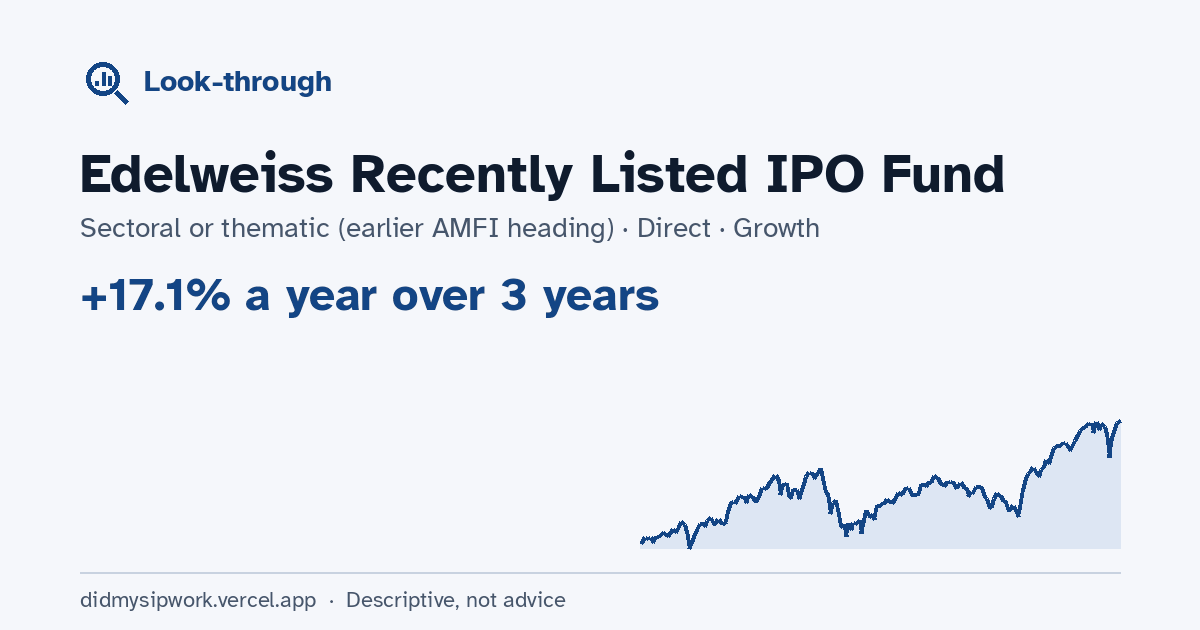 Look-through
Edelweiss Recently Listed IPO Fund
Sectoral or thematic (earlier AMFI heading) · Direct · Growth
+17.1% a year over 3 years
didmysipwork.vercel.app · Descriptive, not advice